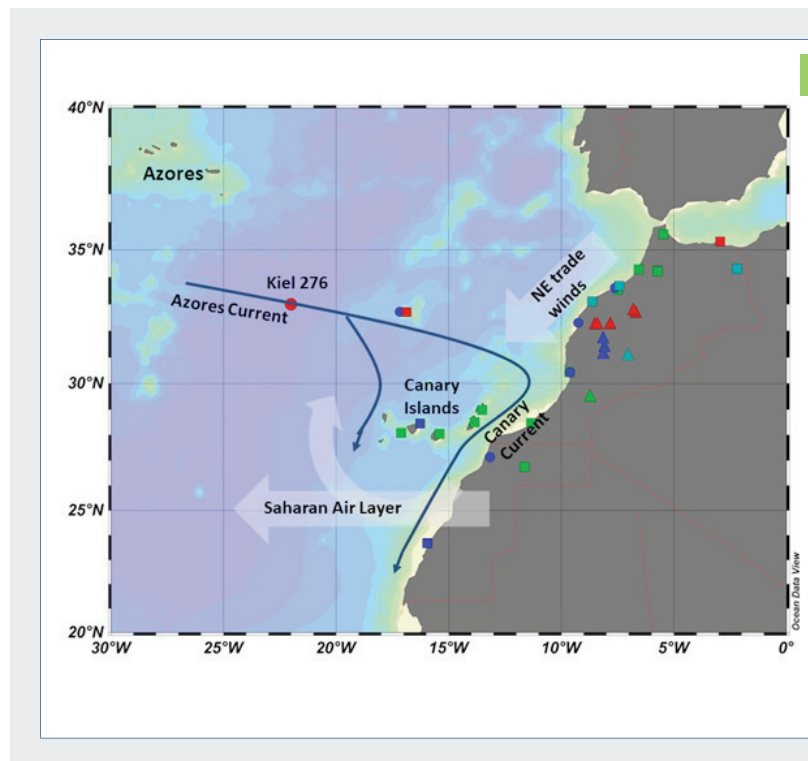 40°N
Azores
35°N
Kiel 276
Azores Current
NE trade
winds
30°N
Canary
Islands
Canary
Current
25°N
Saharan Air Layer
20°N
30°W
25°W
20°W
15°W
10°W
5°W
0°
Ocean Data View